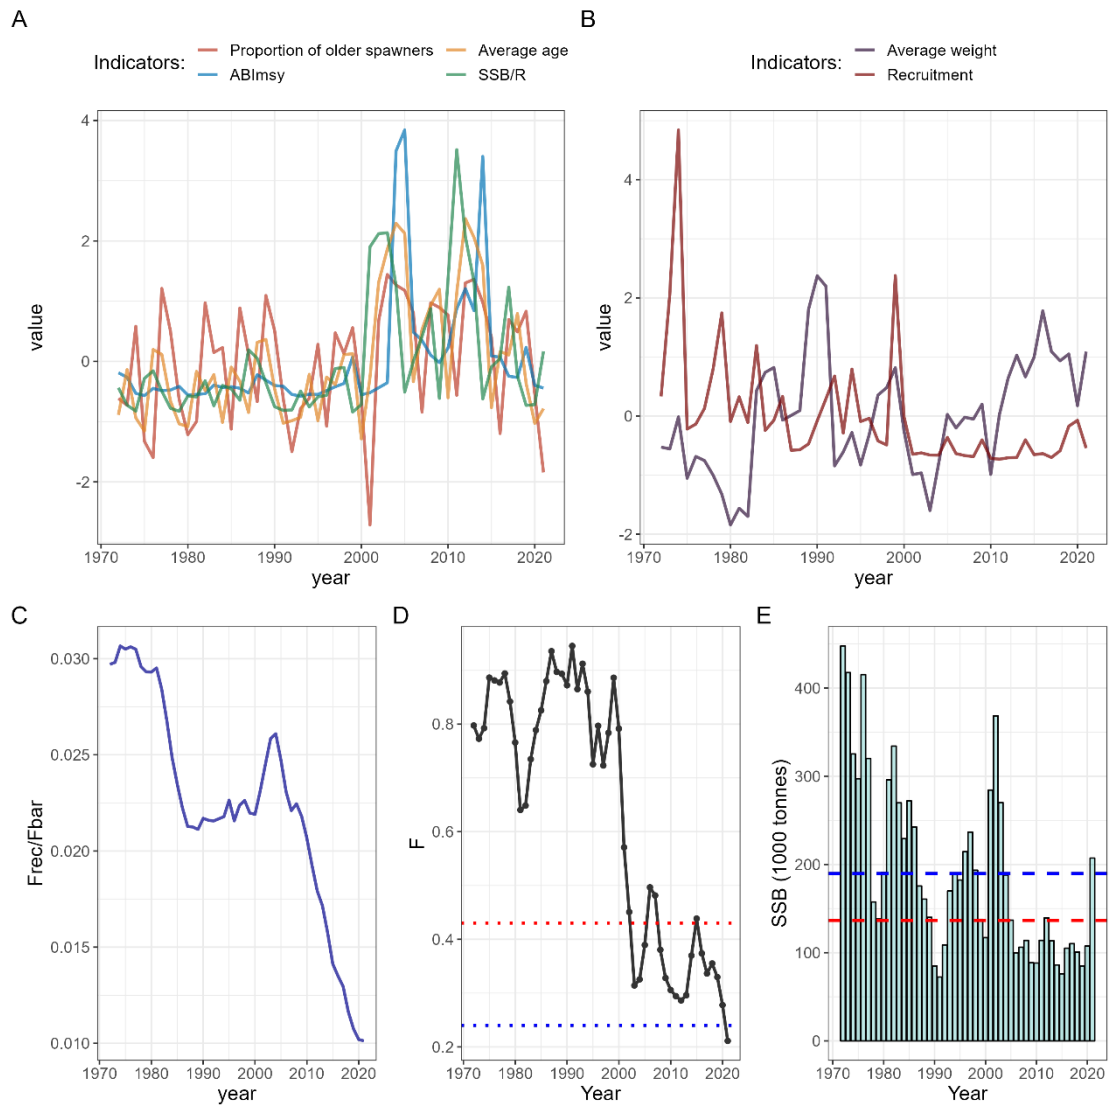 A
B
Indicators:
Proportion of older spawners
Average age
ABImsy
SSB/R
Indicators:
Average weight
Recruitment
4
2
0
-2
value
1970
1980
1990
2000
2010
2020
year
4
2
0
-2
value
1970
1980
1990
2000
2010
2020
year
C
D
E
0.030
0.025
0.020
0.015
0.010
Frec/Fbar
1970
1980
1990
2000
2010
2020
year
0.8
0.6
0.4
0.2
F
1970
1980
1990
2000
2010
2020
Year
400
300
200
100
0
SSB (1000 tonnes)
1970
1980
1990
2000
2010
2020
Year